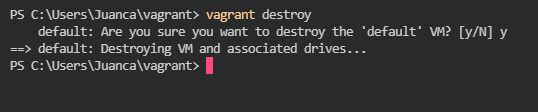 PS C:\Users\Juanca\vagrant> vagrant destroy
default: Are you sure you want to destroy the 'default' VM? [y/N] y
==> default: Destroying VM and associated drives...
PS C:\Users\Juanca\vagrant>